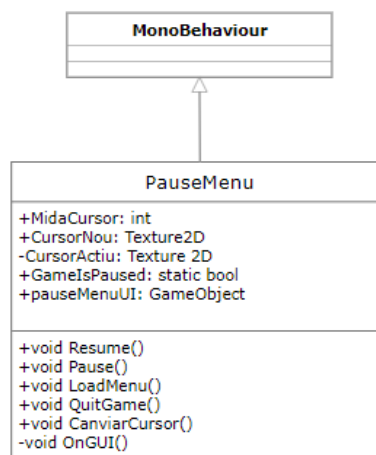 MonoBehaviour
PauseMenu
+MidaCursor: int
+CursorNou: Texture2D
-CursorActiu: Texture 2D
+GameIsPaused: static bool
+pauseMenuUI: GameObject
+void Resume()
+void Pause()
+void LoadMenu()
+void QuitGame()
+void CanviarCursor()
-void OnGUI()